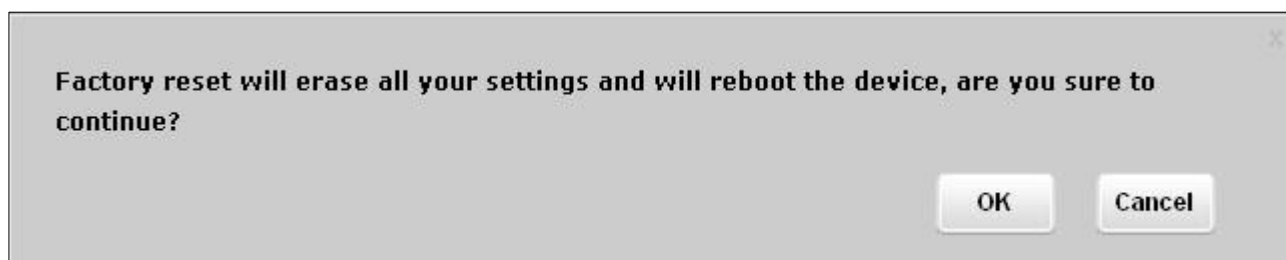 x
Factory reset will erase all your settings and will reboot the device, are you sure to
continue?
OK Cancel